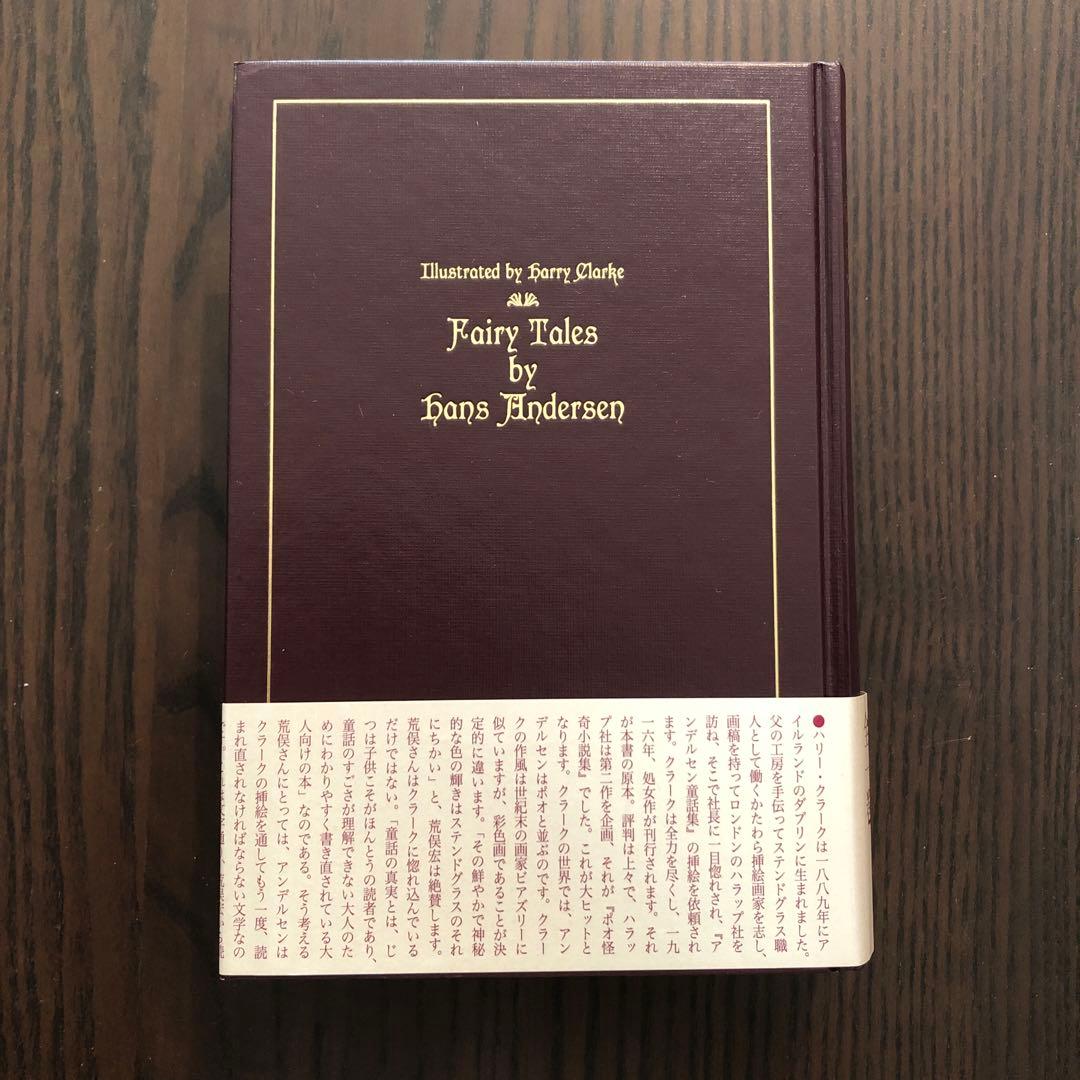 Illustrated by Harry Clarke
Fairy Tales
by
Hans Andersen
●ハリー・クラークは一八八九年にア
イルランドのダブリンに生まれました。
父の工房を手伝ってステンドグラス職
人として働くかたわら挿絵画家を志し、
画稿を持ってロンドンのハラップ社を
訪ね、そこで社長に一目惚れされ、『ア
ンデルセン童話集』の挿絵を依頼され
ます。クラークは全力を尽くし、一九
一六年、処女作が刊行されます。それ
が本書の原本。評判は上々で、ハラッ
プ社は第二作を企画、それが『ポオ怪
奇小説集』でした。これが大ヒットと
なります。クラークの世界では、アン
デルセンはポオと並ぶのです。クラー
クの作風は世紀末の画家ビアズリーに
似ていますが、彩色画であることが決
定的に違います。「その鮮やかで神秘
的な色の輝きはステンドグラスのそれ
にちかい」と、荒俣宏は絶賛します。
荒俣さんはクラークに惚れ込んでいる
だけではない。「童話の真実とは、じ
つは子供こそがほんとうの読者であり、
童話のすごさが理解できない大人のた
めにわかりやすく書き直されている大
人向けの本」なのである。そう考える
荒俣さんにとっては、アンデルセンは
クラークの挿絵を通してもう一度、読
まれ直されなければならない文学なの